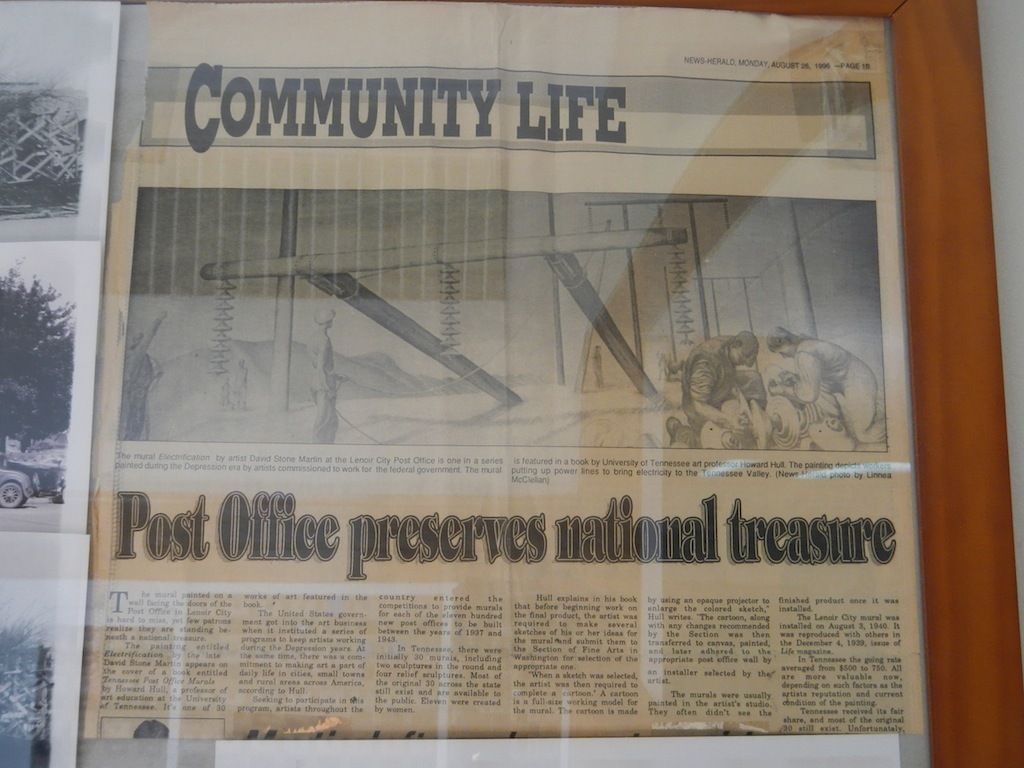 NEWS-HERALD, MONDAY, AUGUST 26, 1996 —PAGE 1B
COMMUNITY LIFE
The mural Electrification by artist David Stone Martin at the Lenoir City Post Office is one in a series
painted during the Depression era by artists commissioned to work for the federal government. The mural
is featured in a book by University of Tennessee art professor Howard Hull. The painting depicts workers
putting up power lines to bring electricity to the Tennessee Valley. (News-Herald photo by Linnea
McClellan)
Post Office preserves national treasure
The mural painted on a
wall facing the doors of the
Post Office in Lenoir City
is hard to miss, yet few patrons
realize they are standing be-
neath a national treasure.
The painting entitled
Electrification by the late
David Stone Martin appears on
the cover of a book entitled
Tennessee Post Office Murals
by Howard Hull, a professor of
art education at the University
of Tennessee. It's one of 30
works of art featured in the
book.
The United States govern-
ment got into the art business
when it instituted a series of
programs to keep artists working
during the Depression years. At
the same time, there was a com-
mitment to making art a part of
daily life in cities, small towns
and rural areas across America,
according to Hull.
Seeking to participate in this
program, artists throughout the
country entered the
competitions to provide murals
for each of the eleven hundred
new post offices to be built
between the years of 1937 and
1943.
In Tennessee, there were
initially 30 murals, including
two sculptures in the round and
four relief sculptures. Most of
the original 30 across the state
still exist and are available to
the public. Eleven were created
by women.
Hull explains in his book
that before beginning work on
the final product, the artist was
required to make several
sketches of his or her ideas for
the mural and submit them to
the Section of Fine Arts in
Washington for selection of the
appropriate one.
"When a sketch was selected,
the artist was then required to
complete a cartoon.' A cartoon
is a full-size working model for
the mural. The cartoon is made
by using an opaque projector to
enlarge the colored sketch,"
Hull writes. "The cartoon, along
with any changes recommended
by the Section was then
transferred to canvas, painted,
and later adhered to the
appropriate post office wall by
an installer selected by the
artist.
The murals were usually
painted in the artist's studio.
They often didn't see the
finished product once it was
installed.
The Lenoir City mural was
installed on August 3, 1940. It
was reproduced with others in
the December 4, 1939, issue of
Life magazine.
In Tennessee the going rate
averaged from $500 to 750. All
are more valuable now,
depending on such factors as the
artists reputation and current
condition of the painting.
Tennessee received its fair
share, and most of the original
30 still exist. Unfortunately,